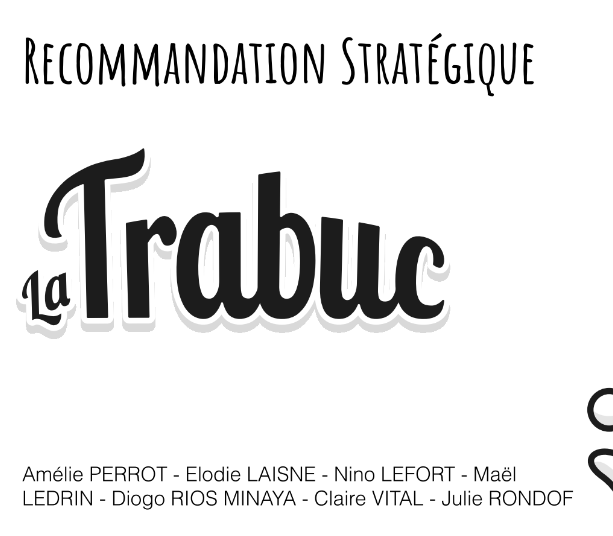 Recommandation Stratégique
La Trabuc
Amélie PERROT - Elodie LAISNE - Nino LEFORT - Maël
LEDRIN - Diogo RIOS MINAYA - Claire VITAL - Julie RONDOF